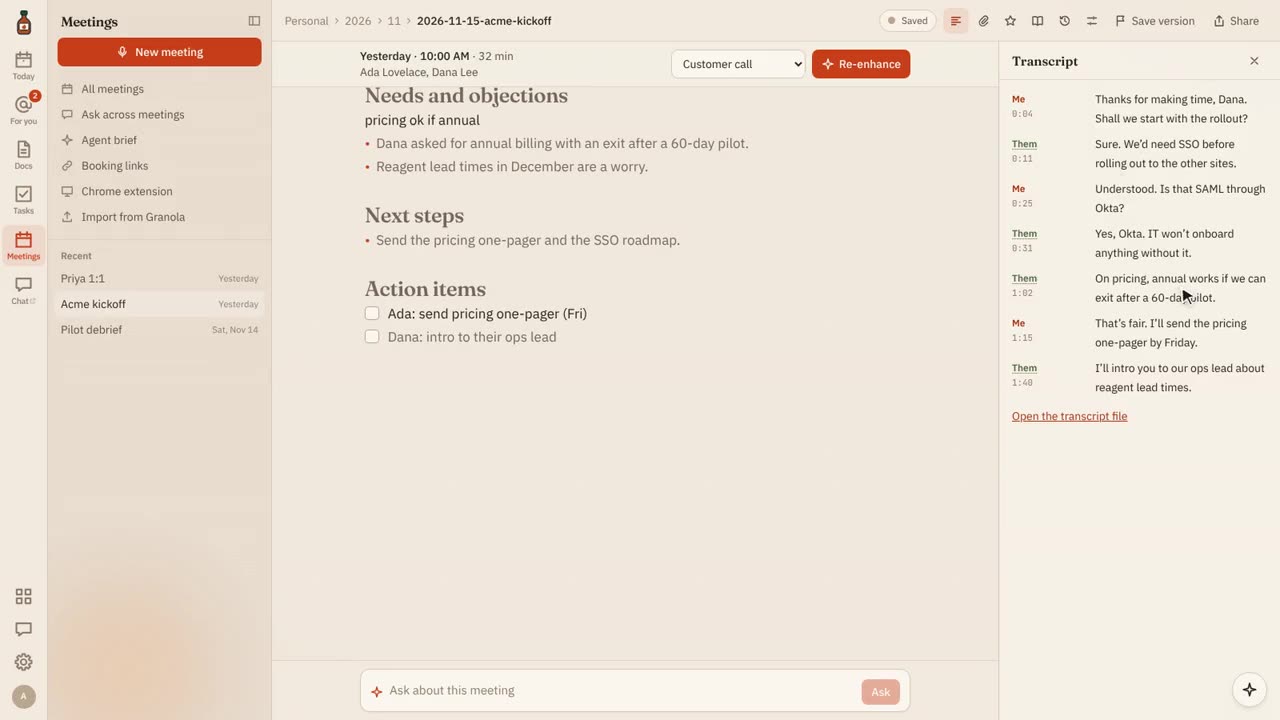 Today
2
For you
Docs
Tasks
Meetings
Chat
A
Meetings
New meeting
All meetings
Ask across meetings
Agent brief
Booking links
Chrome extension
Import from Granola
Recent
Priya 1:1 Yesterday
Acme kickoff Yesterday
Pilot debrief Sat, Nov 14
Personal > 2026 > 11 > 2026-11-15-acme-kickoff
Saved
Save version
Share
Yesterday · 10:00 AM · 32 min
Ada Lovelace, Dana Lee
Customer call
Re-enhance
Needs and objections
pricing ok if annual
• Dana asked for annual billing with an exit after a 60-day pilot.
• Reagent lead times in December are a worry.
Next steps
• Send the pricing one-pager and the SSO roadmap.
Action items
Ada: send pricing one-pager (Fri)
Dana: intro to their ops lead
Ask about this meeting
Ask
Transcript
Me Thanks for making time, Dana.
0:04 Shall we start with the rollout?
Them Sure. We’d need SSO before
0:11 rolling out to the other sites.
Me Understood. Is that SAML through
0:25 Okta?
Them Yes, Okta. IT won’t onboard
0:31 anything without it.
Them On pricing, annual works if we can
1:02 exit after a 60-day pilot.
Me That’s fair. I’ll send the pricing
1:15 one-pager by Friday.
Them I’ll intro you to our ops lead about
1:40 reagent lead times.
Open the transcript file